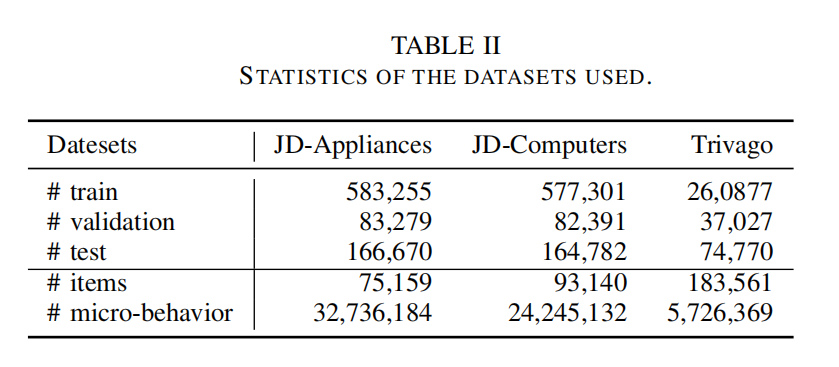 TABLE II
STATISTICS OF THE DATASETS USED.
Datesets JD-Appliances JD-Computers Trivago
# train 583,255 577,301 26,0877
# validation 83,279 82,391 37,027
# test 166,670 164,782 74,770
# items 75,159 93,140 183,561
# micro-behavior 32,736,184 24,245,132 5,726,369